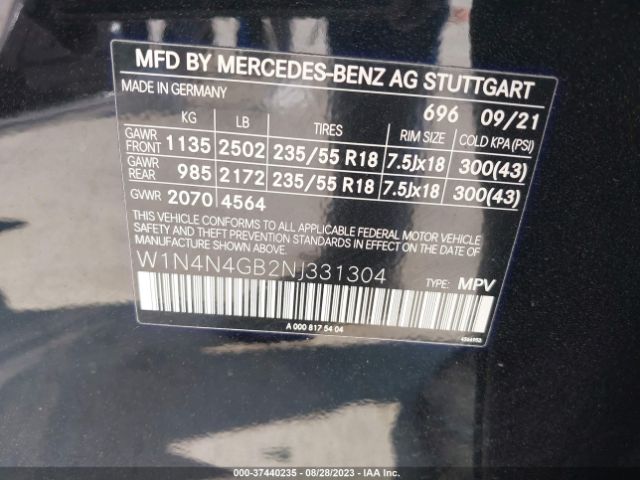 MFD BY MERCEDES-BENZ AG STUTTGART
MADE IN GERMANY
696 09/21
KG LB TIRES RIM SIZE COLD KPA (PSI)
GAWR FRONT 1135 2502 235/55 R18 7.5Jx18 300(43)
GAWR REAR 985 2172 235/55 R18 7.5Jx18 300(43)
GVWR 2070 4564
THIS VEHICLE CONFORMS TO ALL APPLICABLE FEDERAL MOTOR VEHICLE
SAFETY AND THEFT PREVENTION STANDARDS IN EFFECT ON THE DATE OF
MANUFACTURE SHOWN ABOVE.
W1N4N4GB2NJ331304
TYPE: MPV
A 000 817 54 04
000-37440235 - 08/28/2023 - IAA Inc.